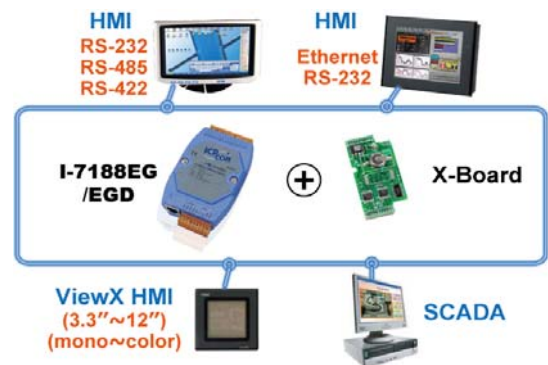 HMI
RS-232
RS-485
RS-422
HMI
Ethernet
RS-232
I-7188EG
/EGD
X-Board
ViewX HMI
(3.3″~12″)
(mono~color)
SCADA